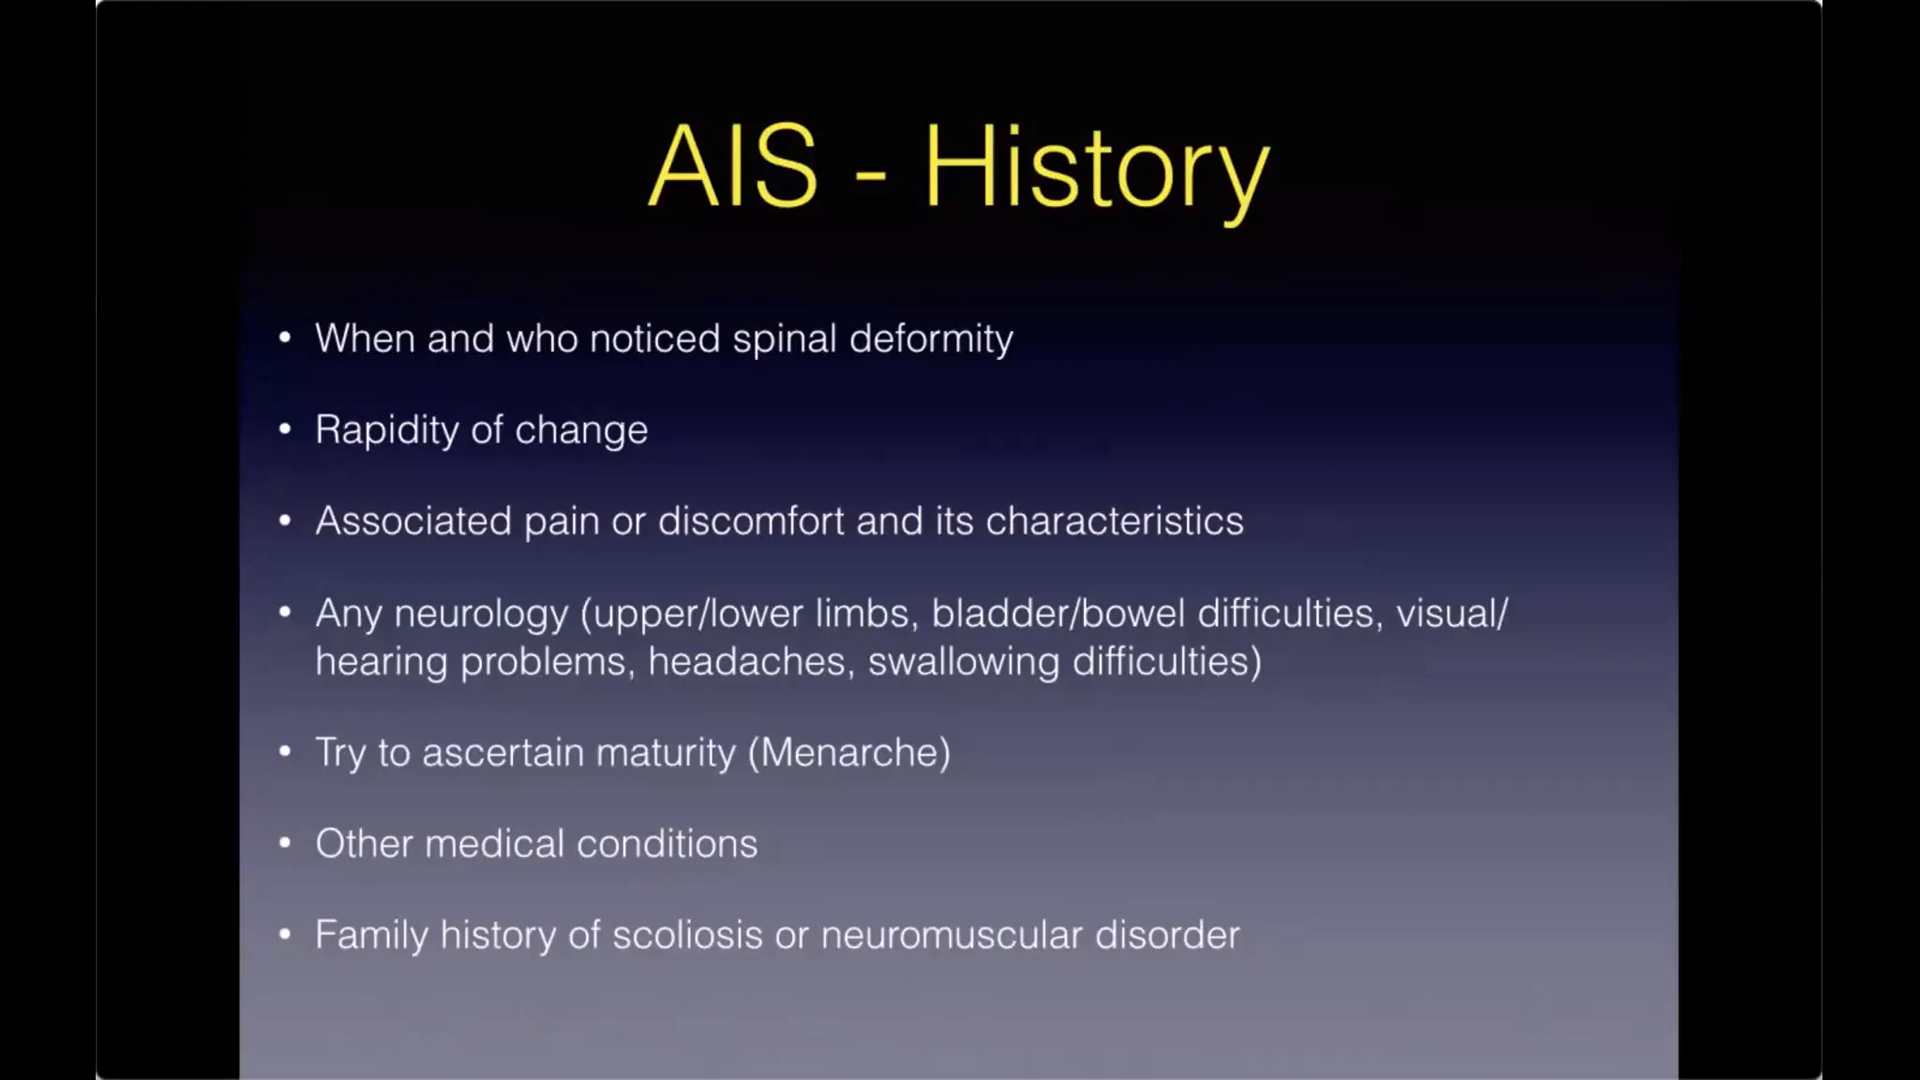 AIS - History
• When and who noticed spinal deformity
• Rapidity of change
• Associated pain or discomfort and its characteristics
• Any neurology (upper/lower limbs, bladder/bowel difficulties, visual/
hearing problems, headaches, swallowing difficulties)
• Try to ascertain maturity (Menarche)
• Other medical conditions
• Family history of scoliosis or neuromuscular disorder